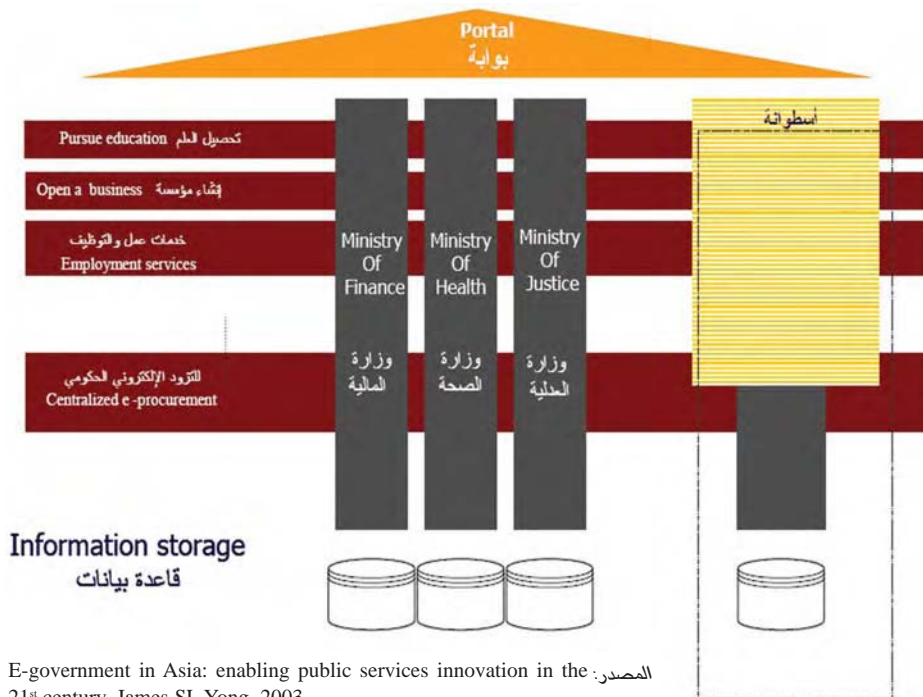 Portal
بوابة
أسطوانة
Pursue education تحصيل العلم
Open a business إنشاء مؤسسة
خدمات عمل والتوظيف
Employment services
Ministry Of Finance
وزارة المالية
Ministry Of Health
وزارة الصحة
Ministry Of Justice
وزارة العدلية
للتزود الإلكتروني الحكومي
Centralized e -procurement
Information storage
قاعدة بيانات
المصدر: E-government in Asia: enabling public services innovation in the
21st century, James SL Yong, 2003